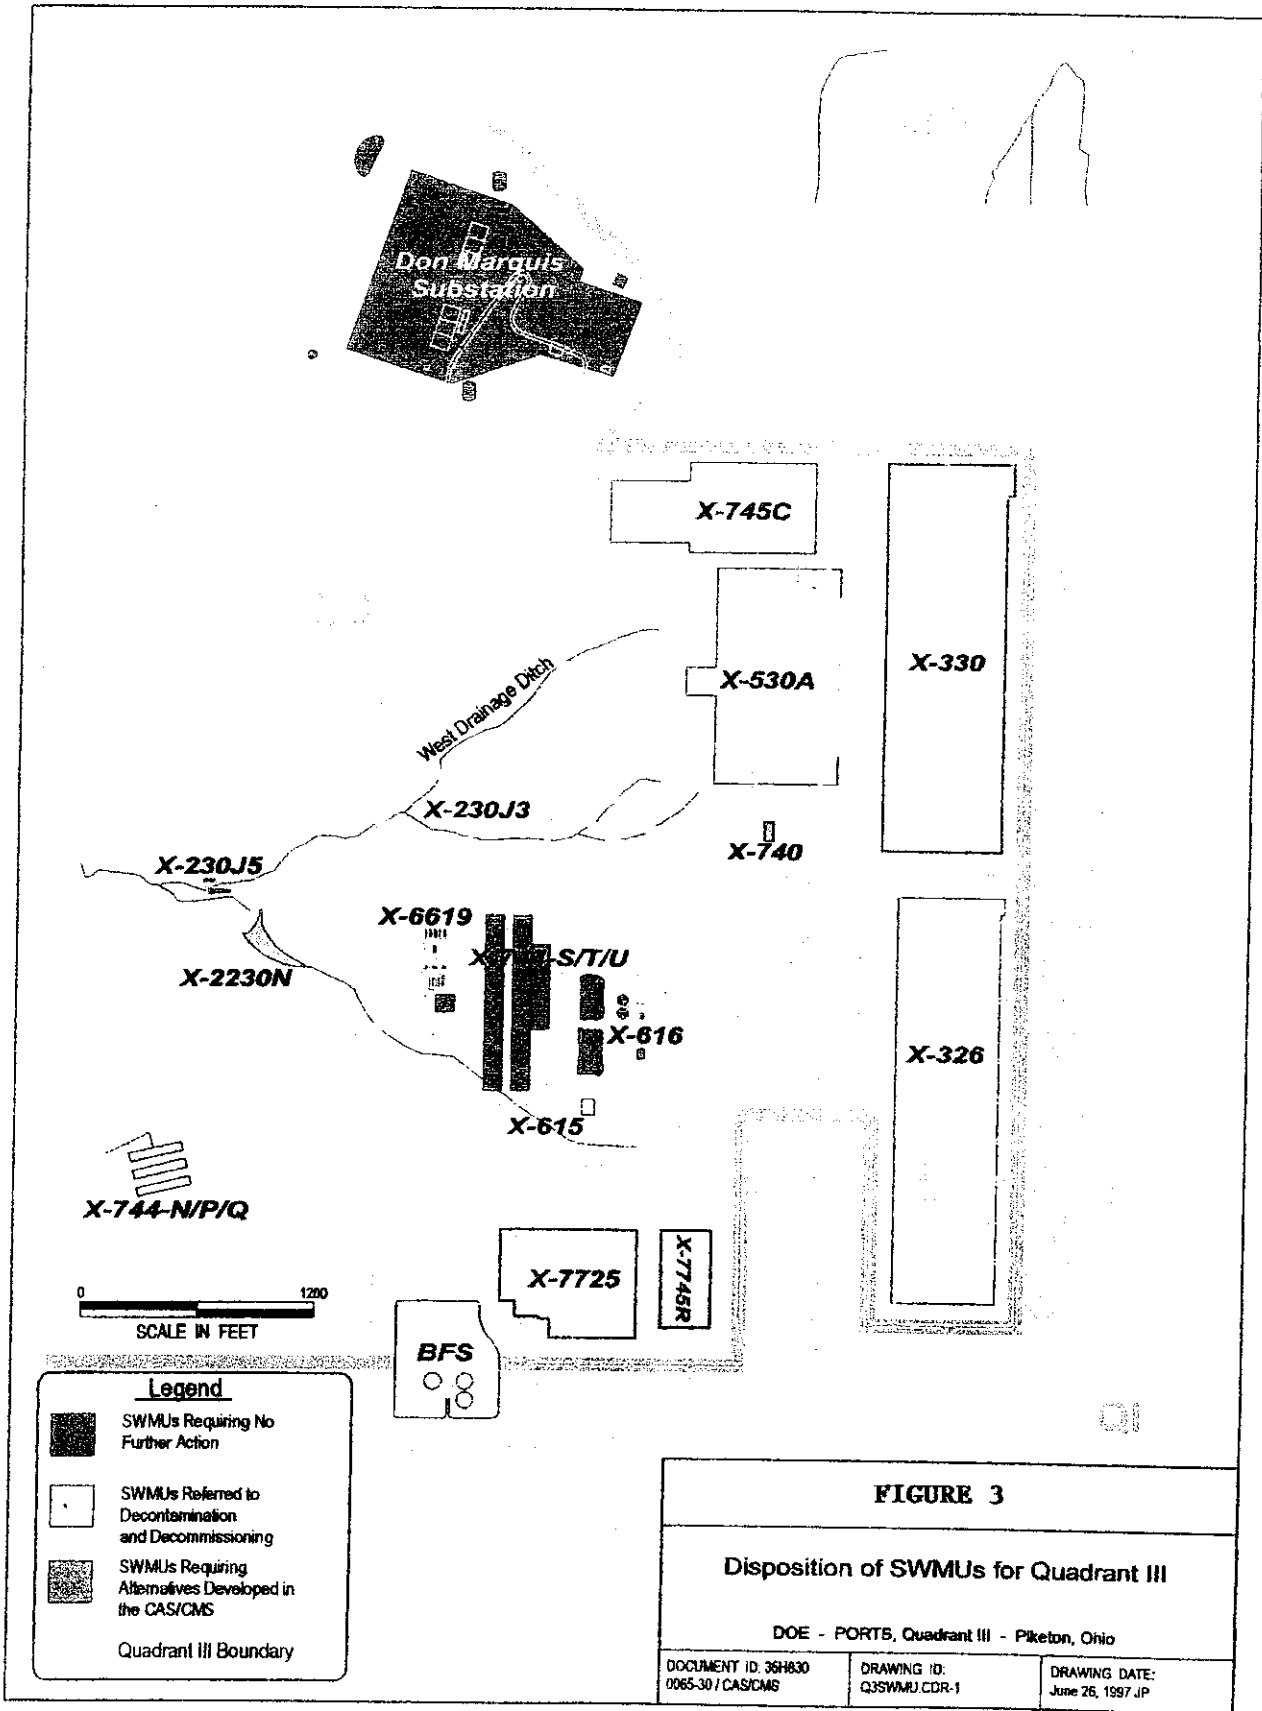 Don Marquis
Substation
X-745C
X-530A
X-330
West Drainage Ditch
X-230J3
X-740
X-230J5
X-6619
X-2230N
-S/T/U
X-616
X-326
X-615
X-744-N/P/Q
X-7725
X-7745R
0 1200
SCALE IN FEET
BFS
Legend
SWMUs Requiring No
Further Action
SWMUs Referred to
Decontamination
and Decommissioning
SWMUs Requiring
Alternatives Developed in
the CAS/CMS
Quadrant III Boundary
QI
FIGURE 3
Disposition of SWMUs for Quadrant III
DOE - PORTS, Quadrant III - Piketon, Ohio
DOCUMENT ID: 36H830
0065-30 / CAS/CMS
DRAWING ID:
Q3SWMU.CDR-1
DRAWING DATE:
June 26, 1997 JP